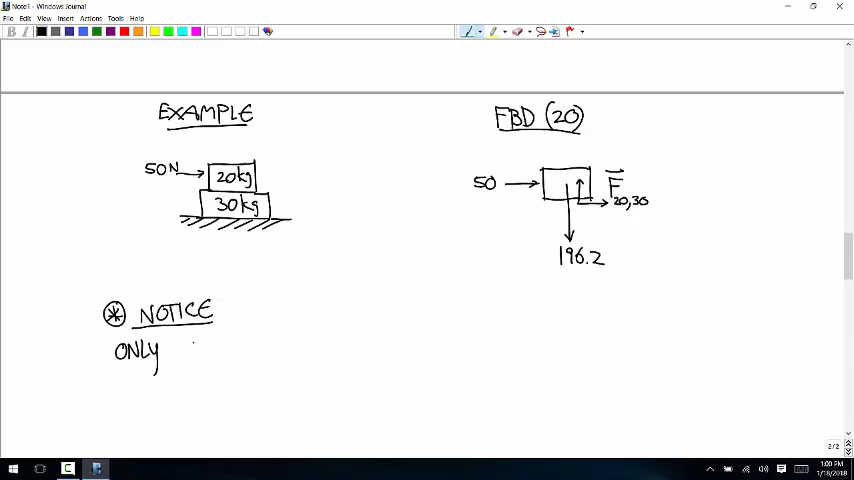 Note1 - Windows Journal
File Edit View Insert Actions Tools Help
B
EXAMPLE
50N
20kg
30kg
FBD (20)
50
F
20,30
196.2
* NOTICE
ONLY
2/2
1:00 PM
1/18/2018